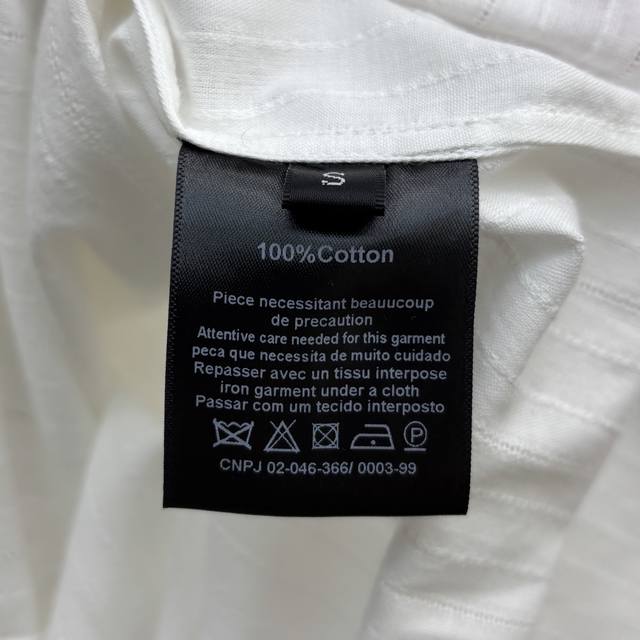 S
100%Cotton
Piece necessitant beauucoup
de precaution
Attentive care needed for this garment
peca que necessita de muito cuidado
Repasser avec un tissu interpose
iron garment under a cloth
Passar com um tecido interposto
P
CNPJ 02-046-366/ 0003-99